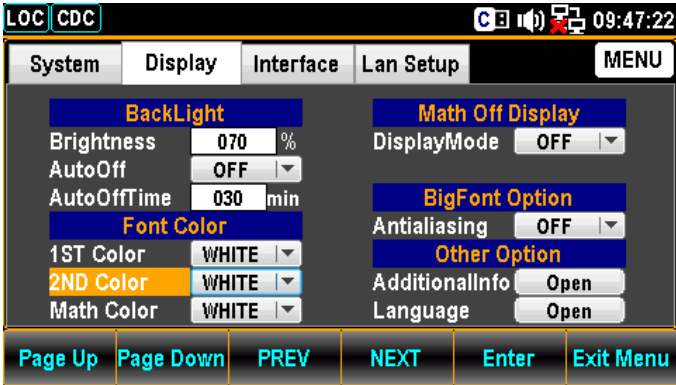 LOC CDC C 09:47:22
System Display Interface Lan Setup MENU
BackLight
Brightness 070 %
AutoOff OFF
AutoOffTime 030 min
Font Color
1ST Color WHITE
2ND Color WHITE
Math Color WHITE
Math Off Display
DisplayMode OFF
BigFont Option
Antialiasing OFF
Other Option
AdditionalInfo Open
Language Open
Page Up Page Down PREV NEXT Enter Exit Menu